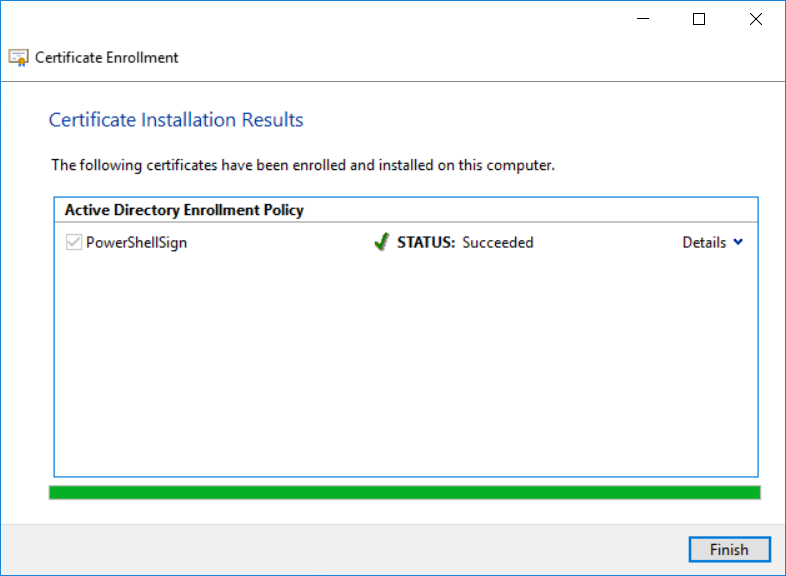 Certificate Enrollment
Certificate Installation Results
The following certificates have been enrolled and installed on this computer.
Active Directory Enrollment Policy
PowerShellSign STATUS: Succeeded Details
Finish